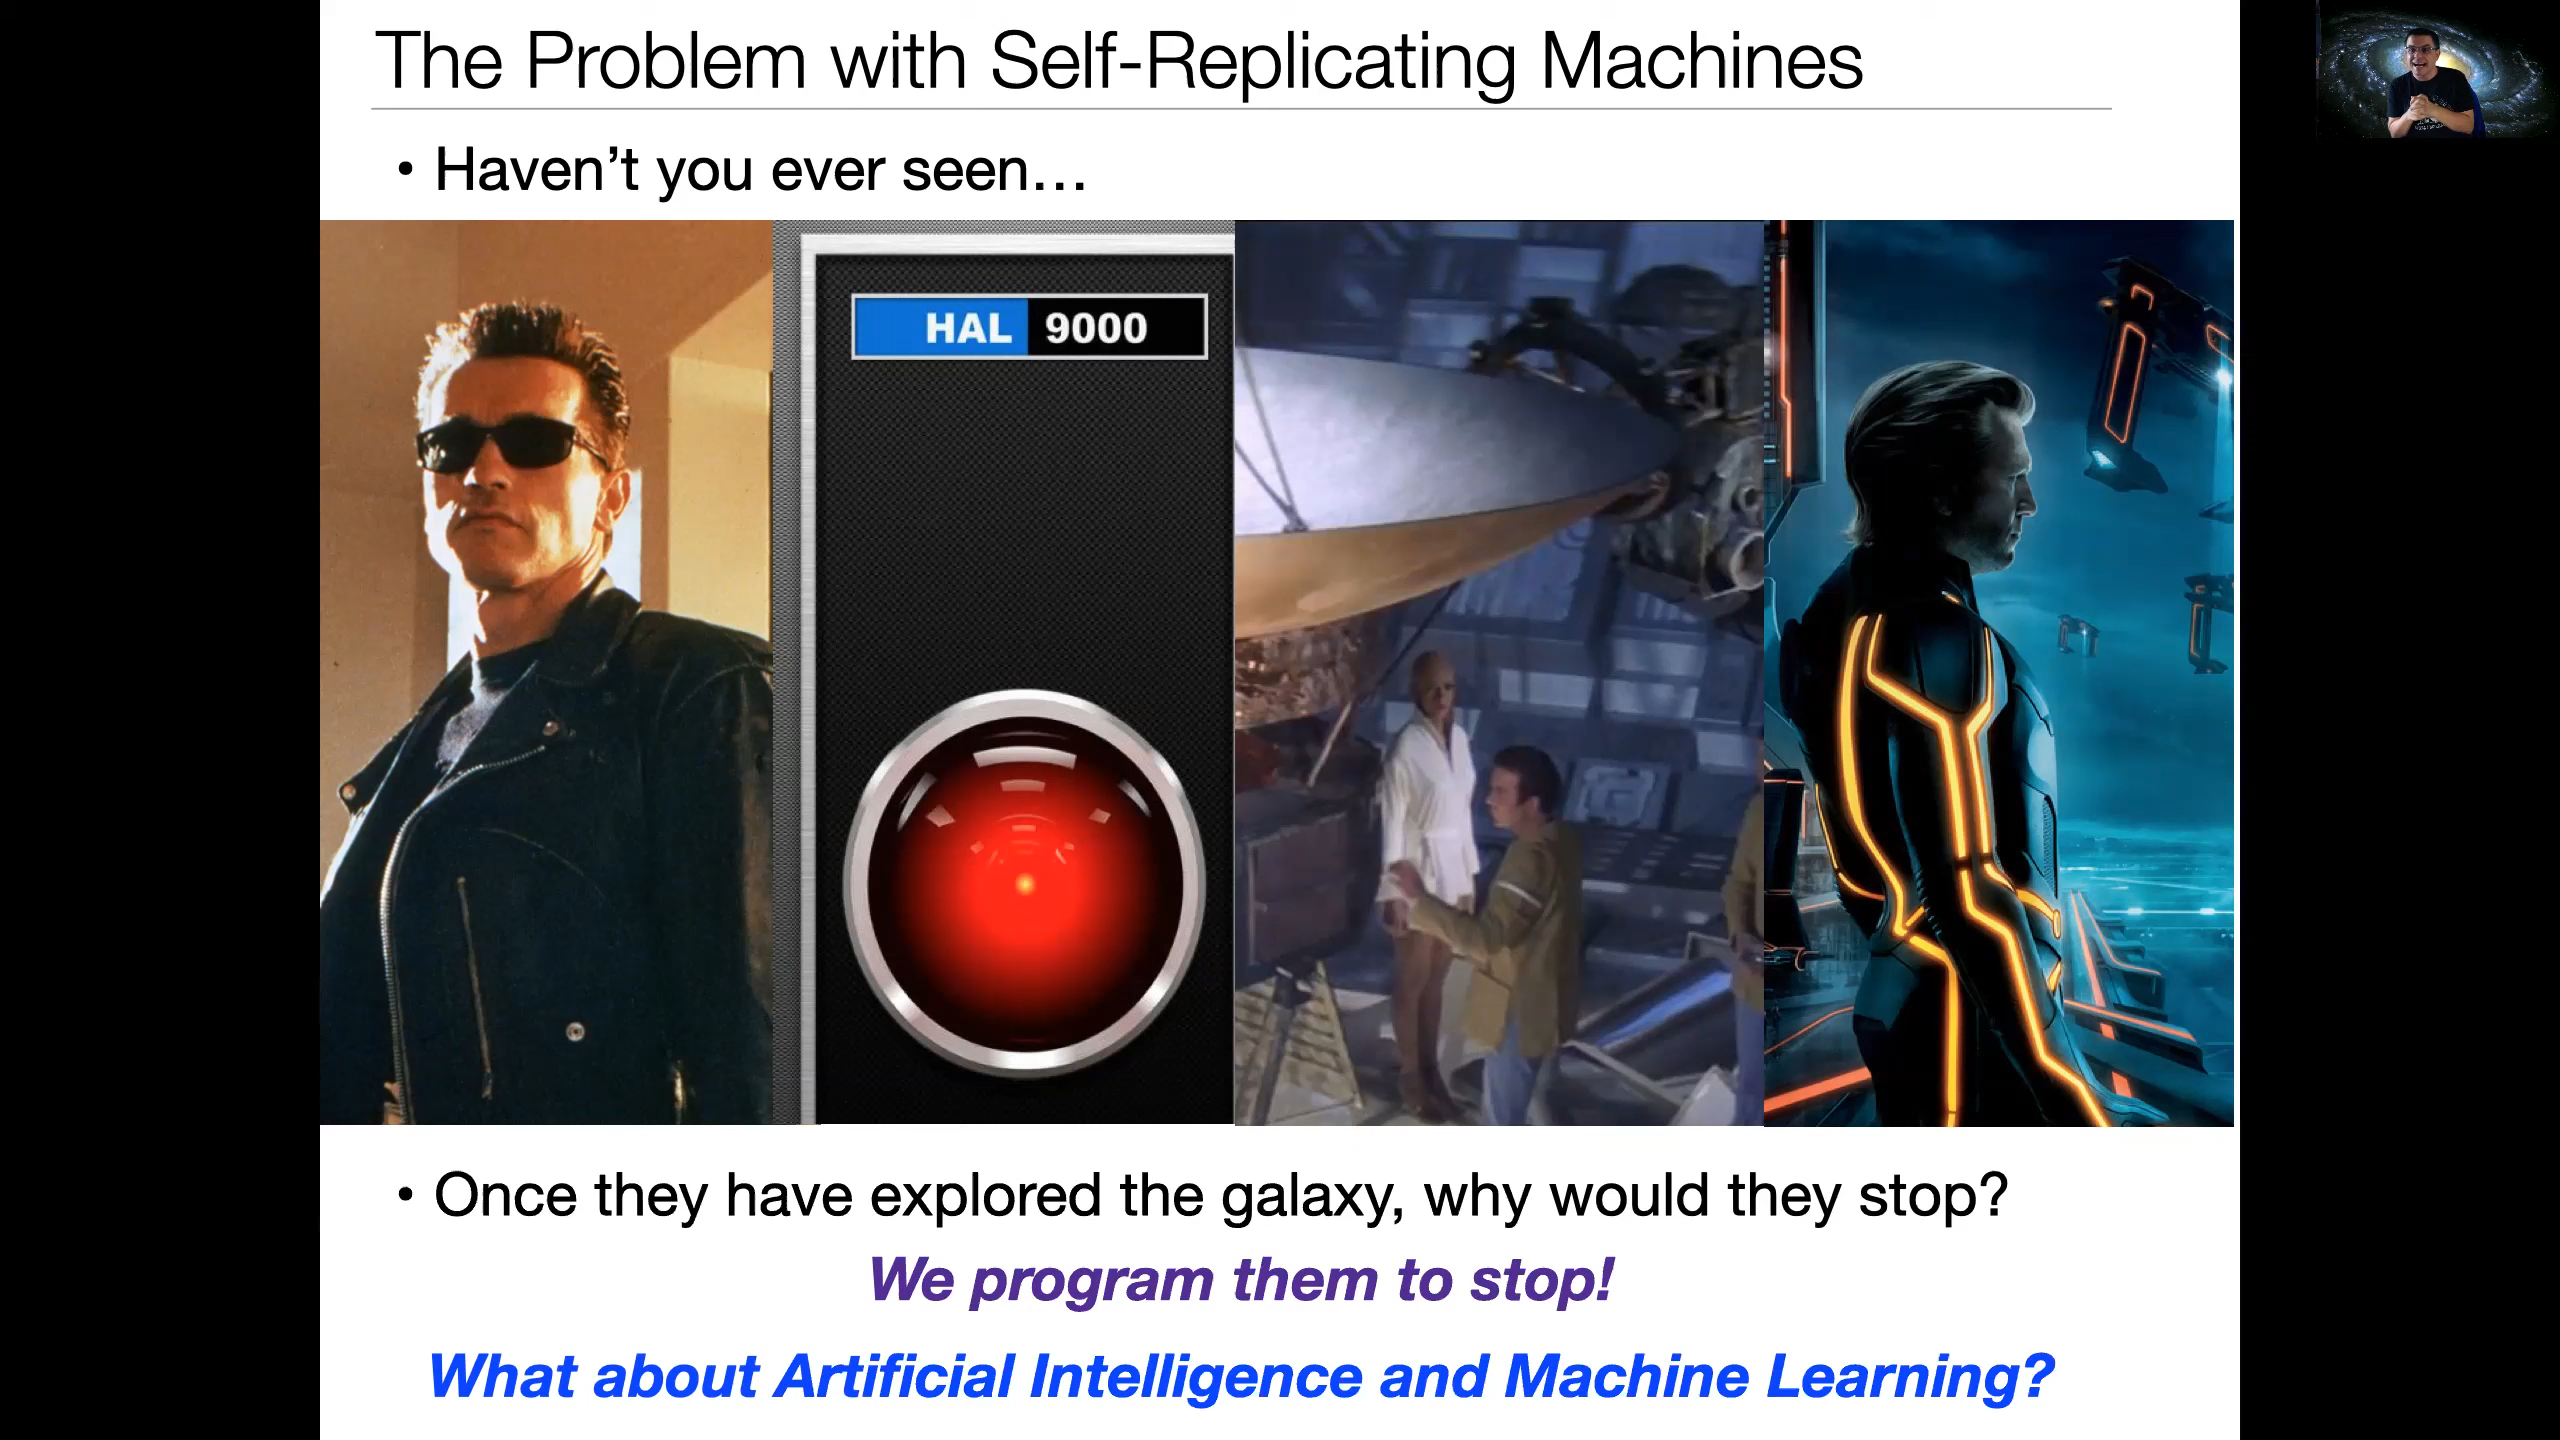 The Problem with Self-Replicating Machines
• Haven’t you ever seen…
HAL 9000
• Once they have explored the galaxy, why would they stop?
We program them to stop!
What about Artificial Intelligence and Machine Learning?